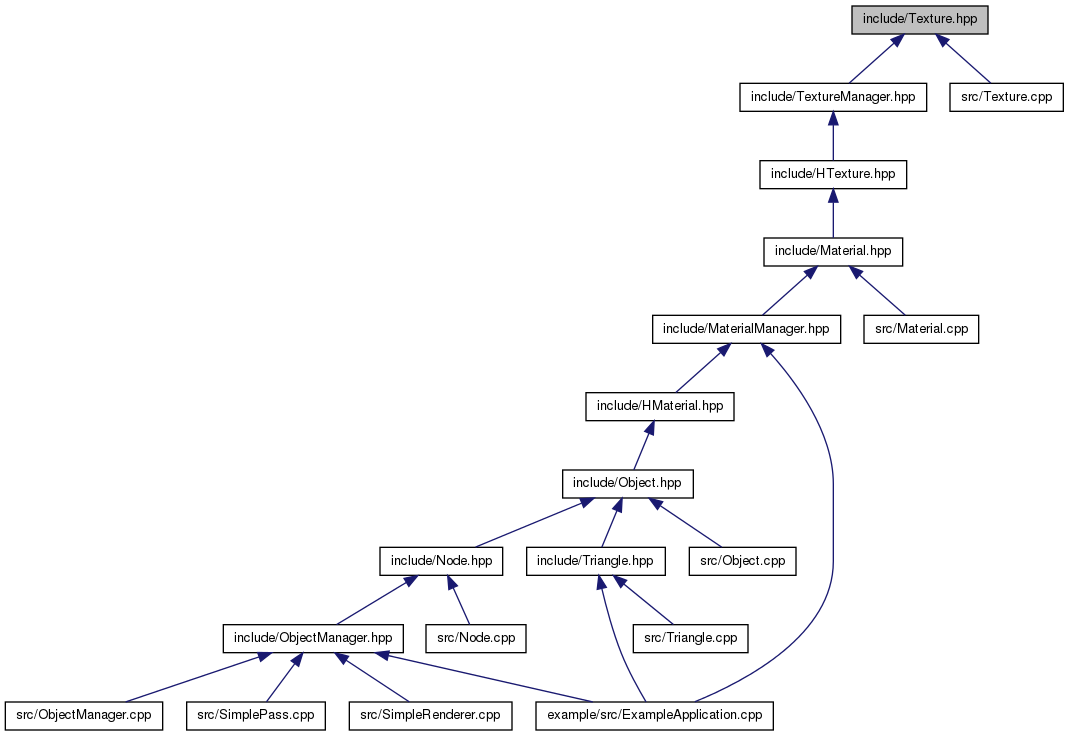 include/Texture.hpp
include/TextureManager.hpp
src/Texture.cpp
include/HTexture.hpp
include/Material.hpp
include/MaterialManager.hpp
src/Material.cpp
include/HMaterial.hpp
include/Object.hpp
include/Node.hpp
include/Triangle.hpp
src/Object.cpp
include/ObjectManager.hpp
src/Node.cpp
src/Triangle.cpp
src/ObjectManager.cpp
src/SimplePass.cpp
src/SimpleRenderer.cpp
example/src/ExampleApplication.cpp